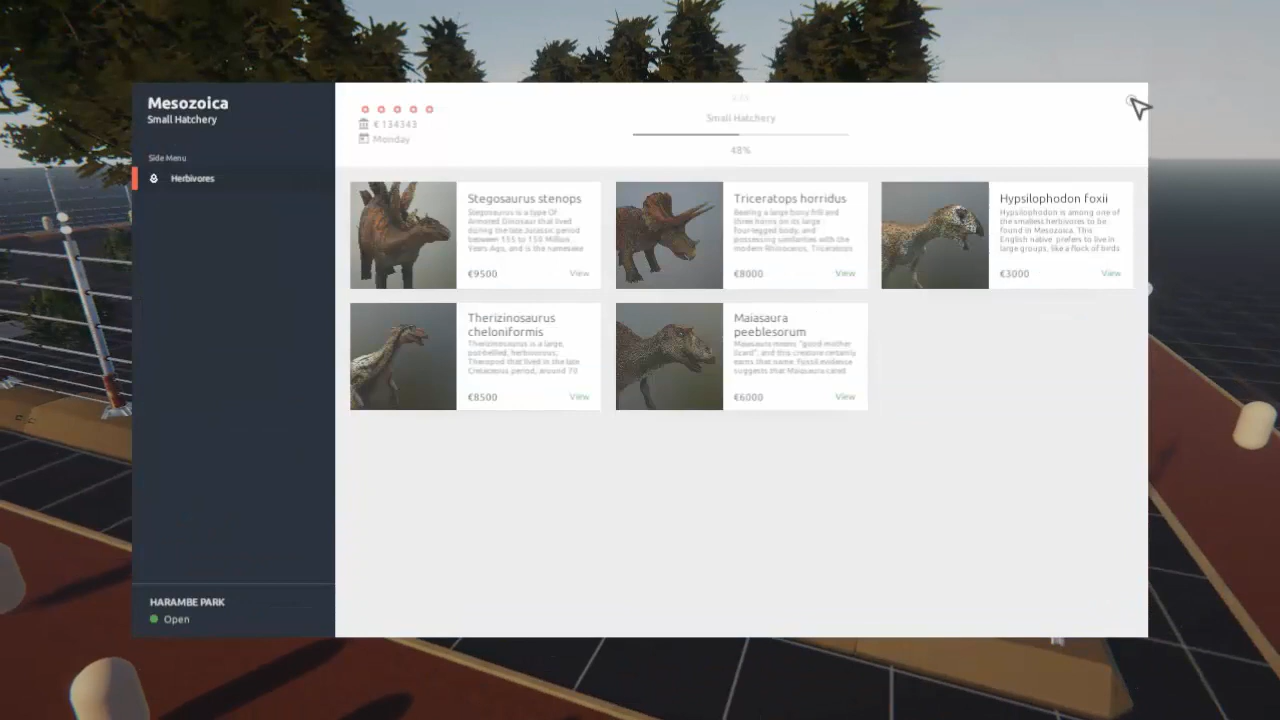 Mesozoica
Small Hatchery
Side Menu
Herbivores
HARAMBE PARK
Open
€ 134343
Monday
Small Hatchery
48%
Stegosaurus stenops
Stegosaurus is a type Of
Armored Dinosaur that lived
during the late Jurassic period
between 155 to 150 Million
Years Ago, and is the namesake
€9500
View
Triceratops horridus
Bearing a large bony frill and
three horns on its large
four-legged body, and
possessing similarities with the
modern Rhinoceros, Triceratops
€8000
View
Hypsilophodon foxii
Hypsilophodon is among one of
the smallest herbivores to be
found in Mesozoica. This
English native prefers to live in
large groups, like a flock of birds
€3000
View
Therizinosaurus
cheloniformis
Therizinosaurus is a large,
pot-bellied, herbivorous,
Theropod that lived in the late
Cretaceous period, around 70
€8500
View
Maiasaura
peeblesorum
Maiasaura means "good mother
lizard", and this creature certainly
earns that name. Fossil evidence
suggests that Maiasaura cared
€6000
View